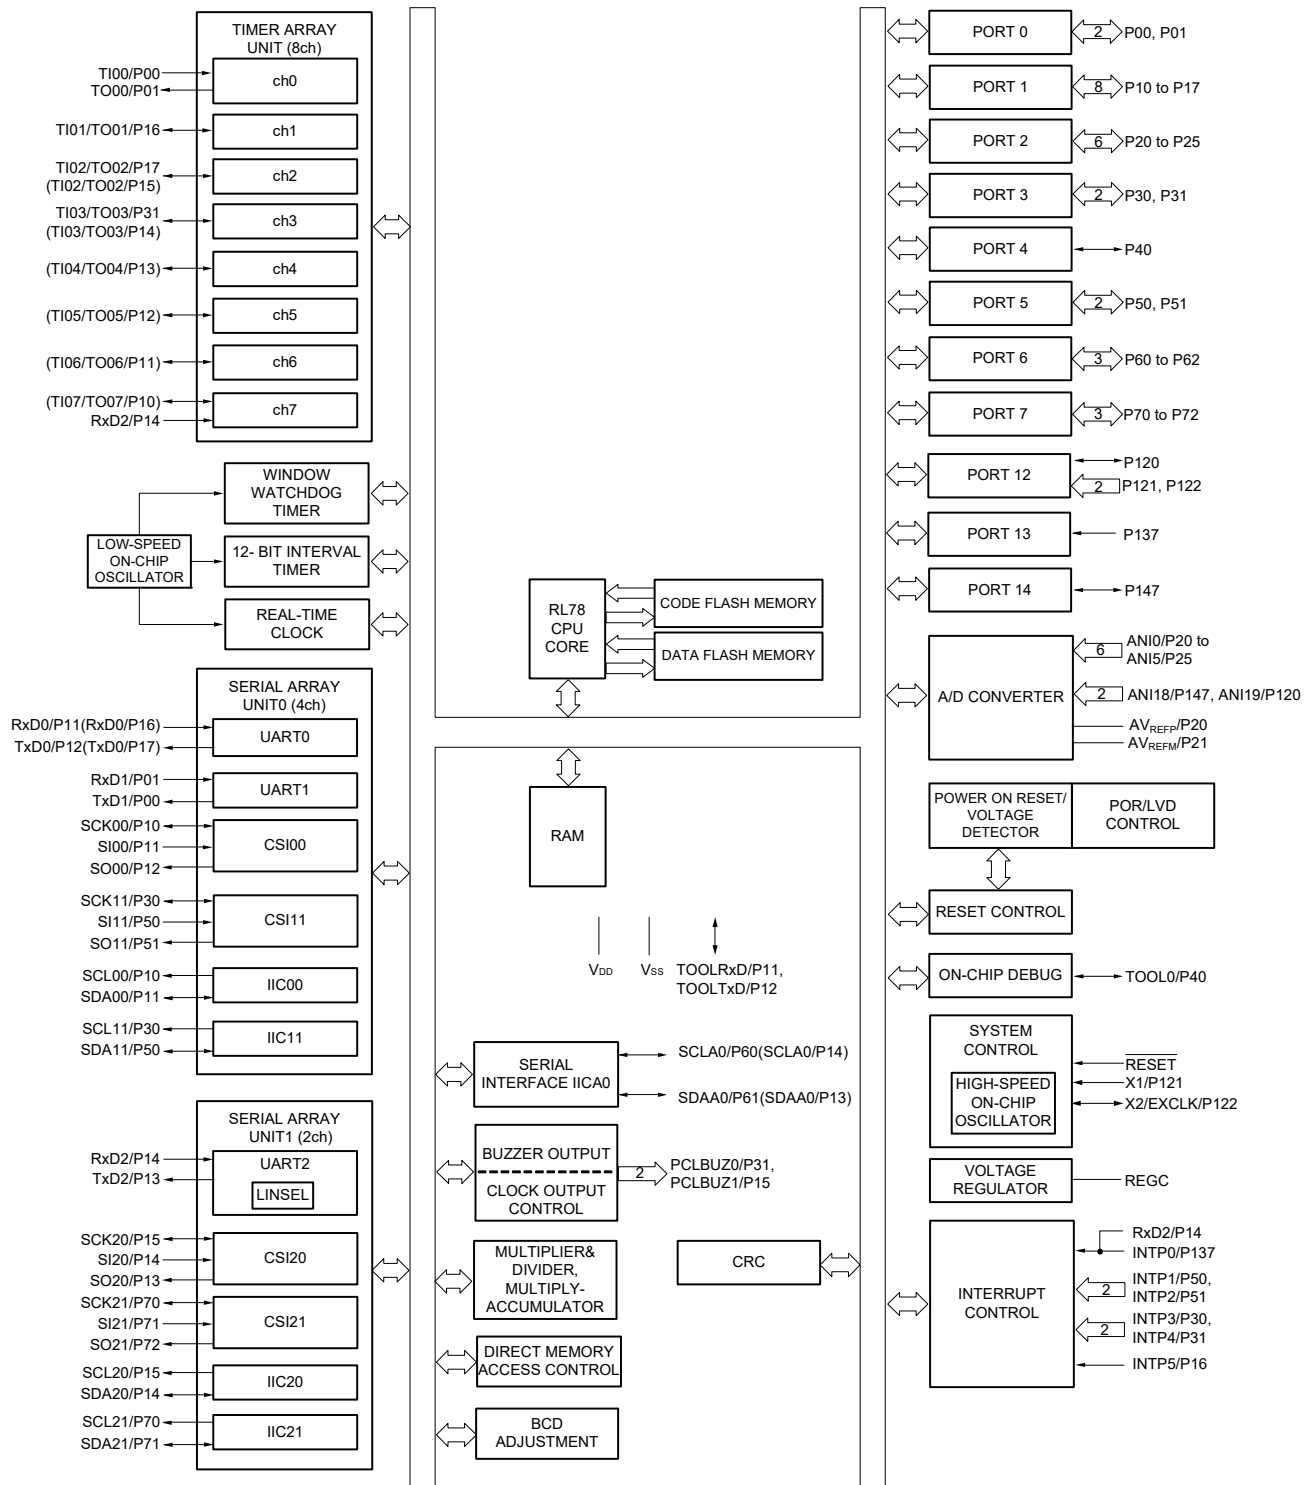 TIMER ARRAY
UNIT (8ch)
TI00/P00
TO00/P01
ch0
TI01/TO01/P16
ch1
TI02/TO02/P17
(TI02/TO02/P15)
ch2
TI03/TO03/P31
(TI03/TO03/P14)
ch3
(TI04/TO04/P13)
ch4
(TI05/TO05/P12)
ch5
(TI06/TO06/P11)
ch6
(TI07/TO07/P10)
RxD2/P14
ch7
WINDOW
WATCHDOG
TIMER
LOW-SPEED
ON-CHIP
OSCILLATOR
12- BIT INTERVAL
TIMER
REAL-TIME
CLOCK
SERIAL ARRAY
UNIT0 (4ch)
RxD0/P11(RxD0/P16)
TxD0/P12(TxD0/P17)
UART0
RxD1/P01
TxD1/P00
UART1
SCK00/P10
SI00/P11
SO00/P12
CSI00
SCK11/P30
SI11/P50
SO11/P51
CSI11
SCL00/P10
SDA00/P11
IIC00
SCL11/P30
SDA11/P50
IIC11
SERIAL ARRAY
UNIT1 (2ch)
RxD2/P14
TxD2/P13
UART2
LINSEL
SCK20/P15
SI20/P14
SO20/P13
CSI20
SCK21/P70
SI21/P71
SO21/P72
CSI21
SCL20/P15
SDA20/P14
IIC20
SCL21/P70
SDA21/P71
IIC21
RL78
CPU
CORE
CODE FLASH MEMORY
DATA FLASH MEMORY
RAM
VDD
VSS
TOOLRxD/P11,
TOOLTxD/P12
SERIAL
INTERFACE IICA0
SCLA0/P60(SCLA0/P14)
SDAA0/P61(SDAA0/P13)
BUZZER OUTPUT
CLOCK OUTPUT
CONTROL
2
PCLBUZ0/P31,
PCLBUZ1/P15
MULTIPLIER&
DIVIDER,
MULTIPLY-
ACCUMULATOR
CRC
DIRECT MEMORY
ACCESS CONTROL
BCD
ADJUSTMENT
PORT 0
2
P00, P01
PORT 1
8
P10 to P17
PORT 2
6
P20 to P25
PORT 3
2
P30, P31
PORT 4
P40
PORT 5
2
P50, P51
PORT 6
3
P60 to P62
PORT 7
3
P70 to P72
PORT 12
P120
2
P121, P122
PORT 13
P137
PORT 14
P147
A/D CONVERTER
6
ANI0/P20 to
ANI5/P25
2
ANI18/P147, ANI19/P120
AVREFP/P20
AVREFM/P21
POWER ON RESET/
VOLTAGE
DETECTOR
POR/LVD
CONTROL
RESET CONTROL
ON-CHIP DEBUG
TOOL0/P40
SYSTEM
CONTROL
HIGH-SPEED
ON-CHIP
OSCILLATOR
RESET
X1/P121
X2/EXCLK/P122
VOLTAGE
REGULATOR
REGC
INTERRUPT
CONTROL
RxD2/P14
INTP0/P137
2
INTP1/P50,
INTP2/P51
2
INTP3/P30,
INTP4/P31
INTP5/P16